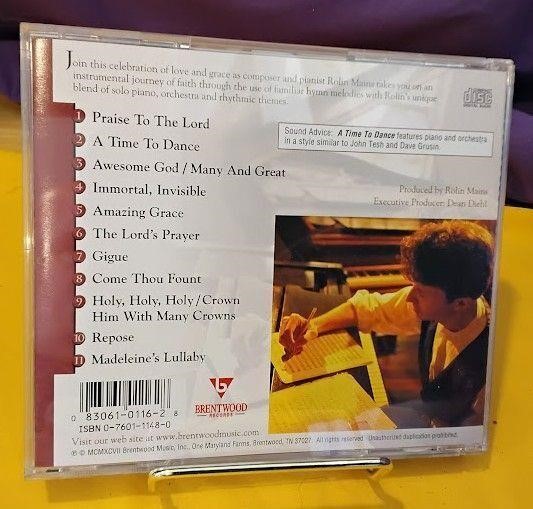 Join this celebration of love and grace as composer and pianist Rolin Mains takes you on an
instrumental journey of faith through the use of familiar hymn melodies with Rolin's unique
blend of solo piano, orchestra and rhythmic themes.
disc
DIGITAL AUDIO
1 Praise To The Lord
2 A Time To Dance
3 Awesome God / Many And Great
4 Immortal, Invisible
5 Amazing Grace
6 The Lord's Prayer
7 Gigue
8 Come Thou Fount
9 Holy, Holy, Holy / Crown
Him With Many Crowns
10 Repose
11 Madeleine's Lullaby
Sound Advice: A Time To Dance features piano and orchestra
in a style similar to John Tesh and Dave Grusin.
Produced by Rolin Mains
Executive Producer: Dean Diehl
0 83061-0116-2 8
ISBN 0-7601-1148-0
BRENTWOOD
RECORDS
Visit our web site at www.brentwoodmusic.com
℗ © MCMXCVII Brentwood Music, Inc., One Maryland Farms, Brentwood, TN 37027. All rights reserved. Unauthorized duplication prohibited.